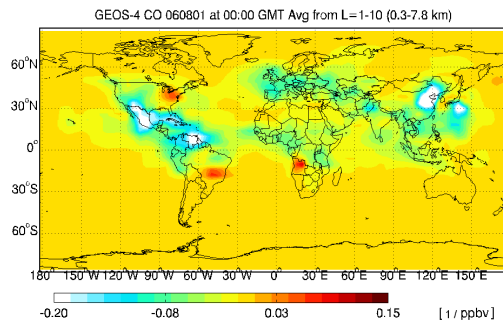 GEOS-4 CO 060801 at 00:00 GMT Avg from L=1-10 (0.3-7.8 km)
60°N
30°N
0°
30°S
60°S
180°W 150°W 120°W 90°W 60°W 30°W 0°E 30°E 60°E 90°E 120°E 150°E
-0.20 -0.08 0.03 0.15 [ 1 / ppbv ]